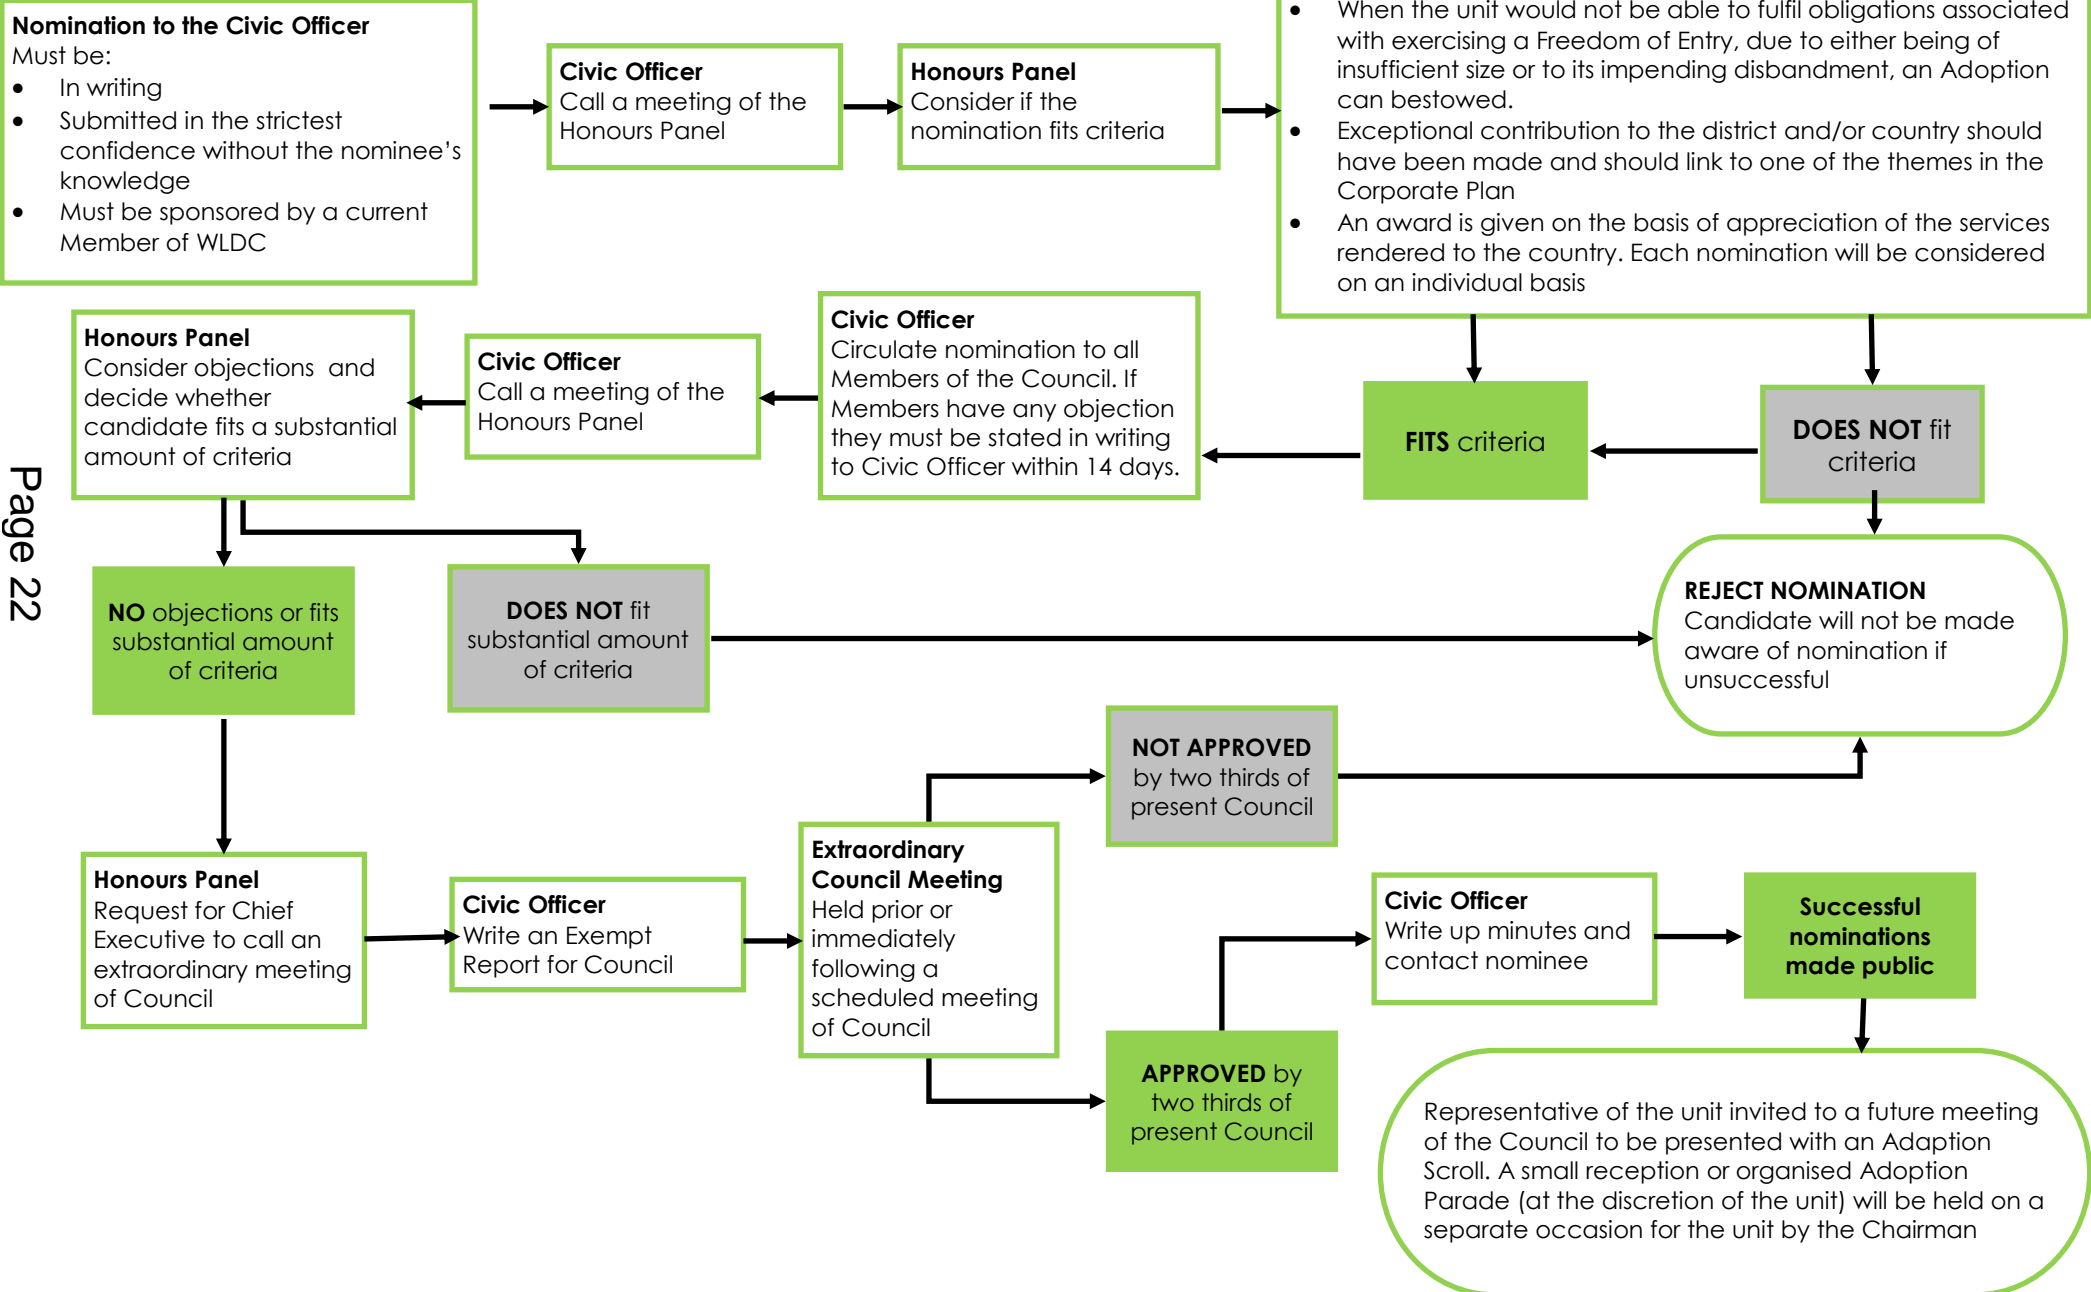 Nomination to the Civic Officer
Must be:
• In writing
• Submitted in the strictest
confidence without the nominee's
knowledge
• Must be sponsored by a current
Member of WLDC
Civic Officer
Call a meeting of the
Honours Panel
Honours Panel
Consider if the
nomination fits criteria
• When the unit would not be able to fulfil obligations associated
with exercising a Freedom of Entry, due to either being of
insufficient size or to its impending disbandment, an Adoption
can bestowed.
• Exceptional contribution to the district and/or country should
have been made and should link to one of the themes in the
Corporate Plan
• An award is given on the basis of appreciation of the services
rendered to the country. Each nomination will be considered
on an individual basis
FITS criteria
DOES NOT fit
criteria
Civic Officer
Circulate nomination to all
Members of the Council. If
Members have any objection
they must be stated in writing
to Civic Officer within 14 days.
Civic Officer
Call a meeting of the
Honours Panel
Honours Panel
Consider objections and
decide whether
candidate fits a substantial
amount of criteria
Page 22
NO objections or fits
substantial amount
of criteria
DOES NOT fit
substantial amount
of criteria
REJECT NOMINATION
Candidate will not be made
aware of nomination if
unsuccessful
Honours Panel
Request for Chief
Executive to call an
extraordinary meeting
of Council
Civic Officer
Write an Exempt
Report for Council
Extraordinary
Council Meeting
Held prior or
immediately
following a
scheduled meeting
of Council
NOT APPROVED
by two thirds of
present Council
APPROVED by
two thirds of
present Council
Civic Officer
Write up minutes and
contact nominee
Successful
nominations
made public
Representative of the unit invited to a future meeting
of the Council to be presented with an Adaption
Scroll. A small reception or organised Adoption
Parade (at the discretion of the unit) will be held on a
separate occasion for the unit by the Chairman